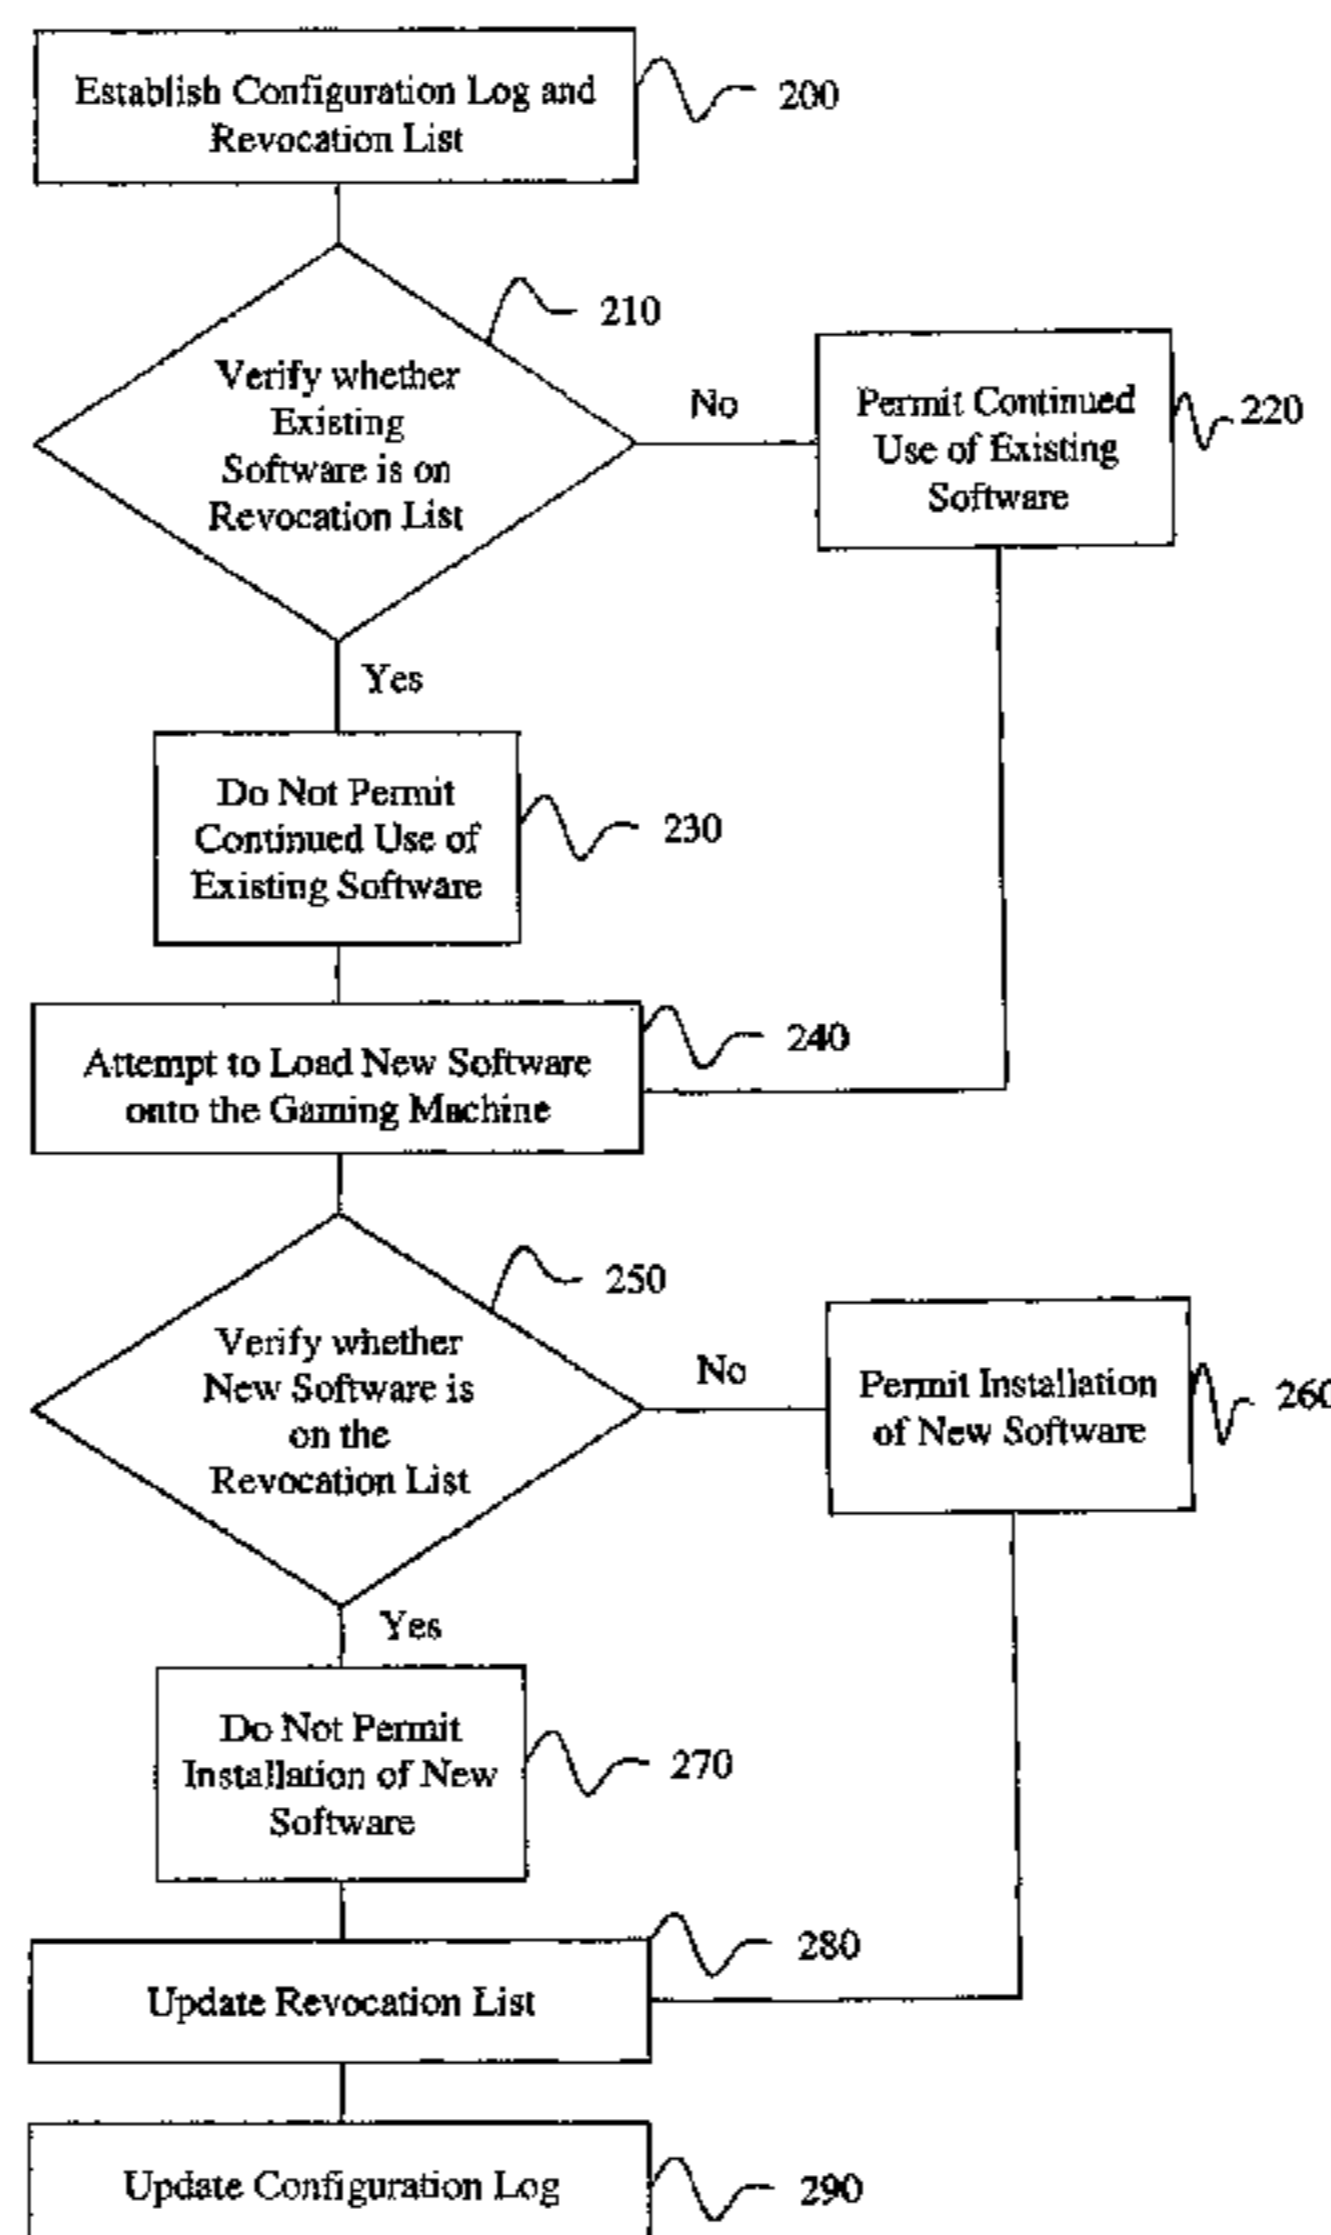 Establish Configuration Log and
Revocation List
200
210
Verify whether
Existing
Software is on
Revocation List
No
Permit Continued
Use of Existing
Software
220
Yes
Do Not Permit
Continued Use of
Existing Software
230
Attempt to Load New Software
onto the Gaming Machine
240
250
Verify whether
New Software is
on the
Revocation List
No
Permit Installation
of New Software
260
Yes
Do Not Permit
Installation of New
Software
270
280
Update Revocation List
Update Configuration Log
290